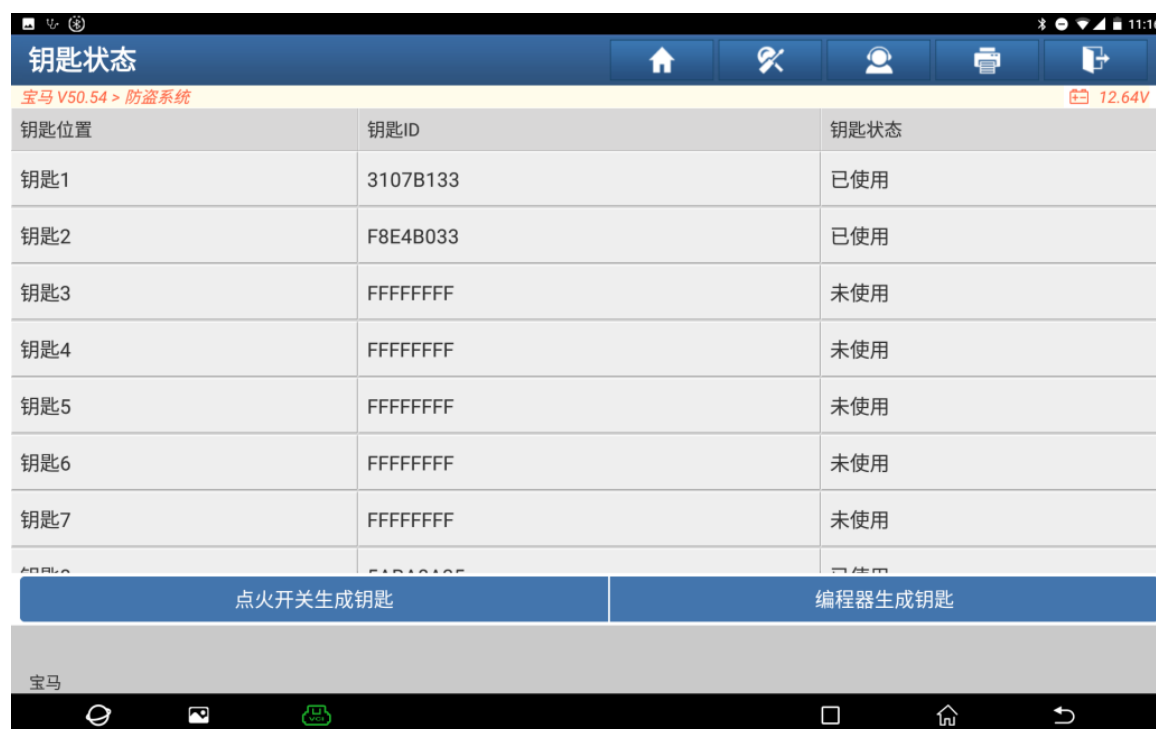 11:10
钥匙状态
宝马 V50.54 > 防盗系统 12.64V
钥匙位置 钥匙ID 钥匙状态
钥匙1 3107B133 已使用
钥匙2 F8E4B033 已使用
钥匙3 FFFFFFFF 未使用
钥匙4 FFFFFFFF 未使用
钥匙5 FFFFFFFF 未使用
钥匙6 FFFFFFFF 未使用
钥匙7 FFFFFFFF 未使用
点火开关生成钥匙 编程器生成钥匙
宝马
VCI